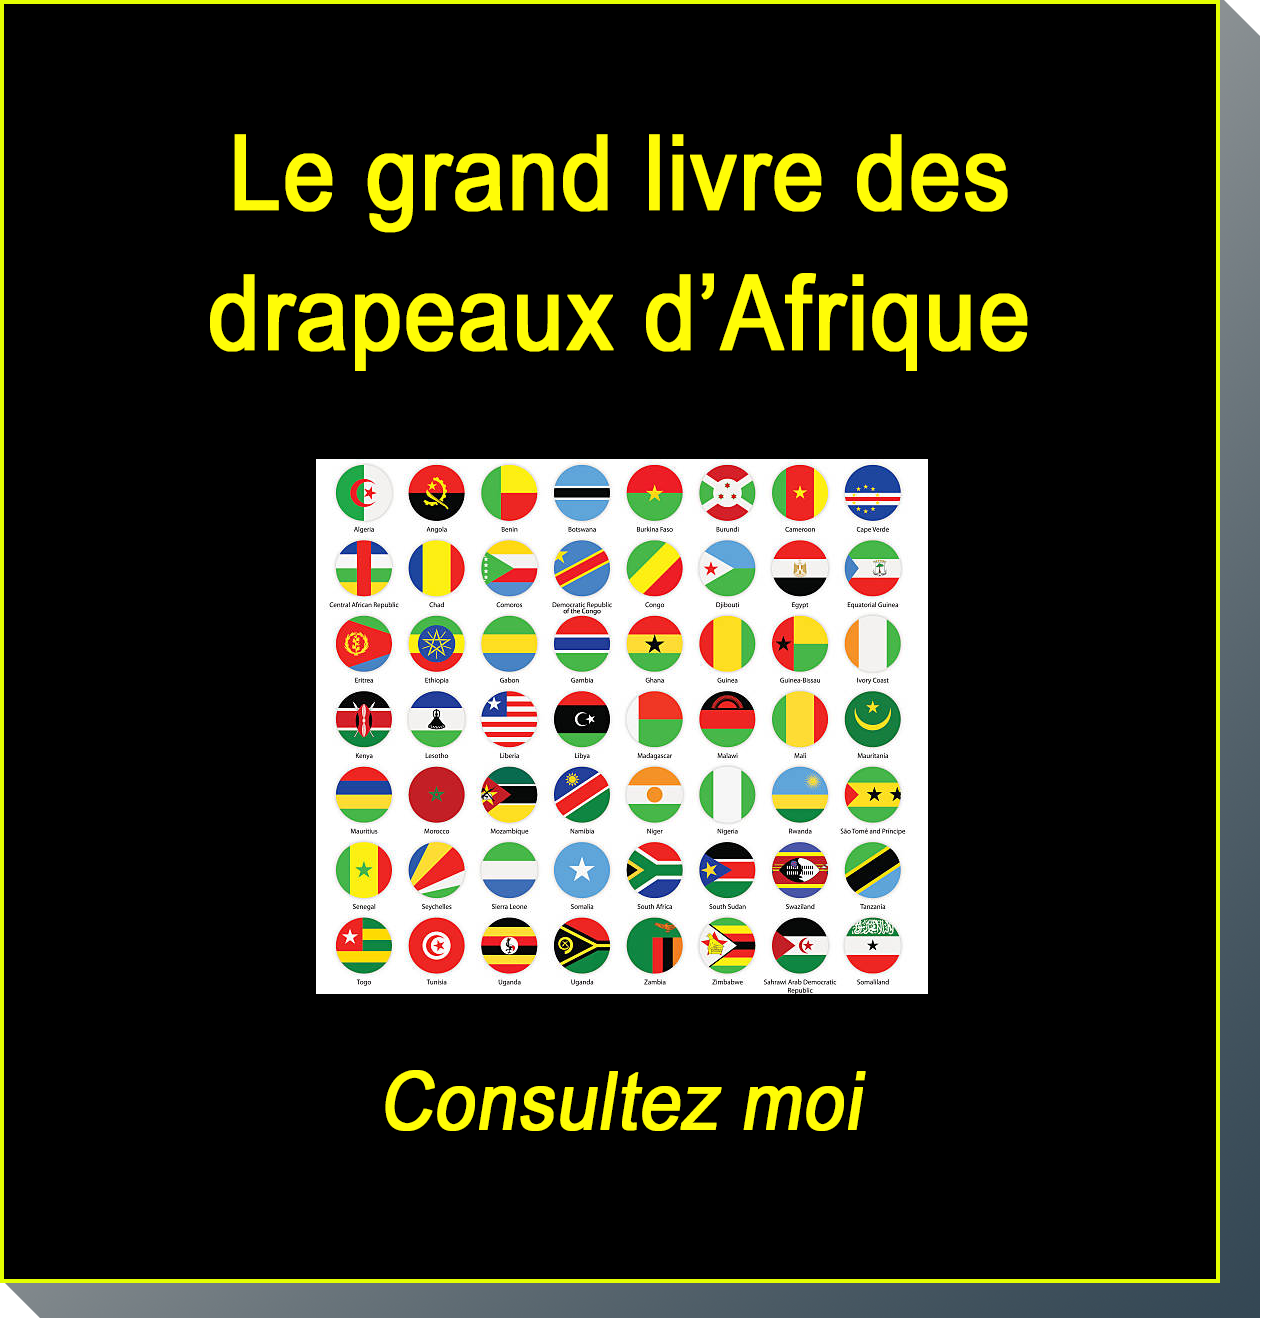 Le grand livre des
drapeaux d’Afrique
Algeria Angola Benin Botswana Burkina Faso Burundi Cameroon Cape Verde
Central African Republic Chad Comoros Democratic Republic Congo Djibouti Egypt Equatorial Guinea
of the Congo
Eritrea Ethiopia Gabon Gambia Ghana Guinea Guinea-Bissau Ivory Coast
Kenya Lesotho Liberia Libya Madagascar Malawi Mali Mauritania
Mauritius Morocco Mozambique Namibia Niger Nigeria Rwanda São Tomé and Príncipe
Senegal Seychelles Sierra Leone Somalia South Africa South Sudan Swaziland Tanzania
Togo Tunisia Uganda Uganda Zambia Zimbabwe Sahrawi Arab Democratic Somaliland
Republic
Consultez moi